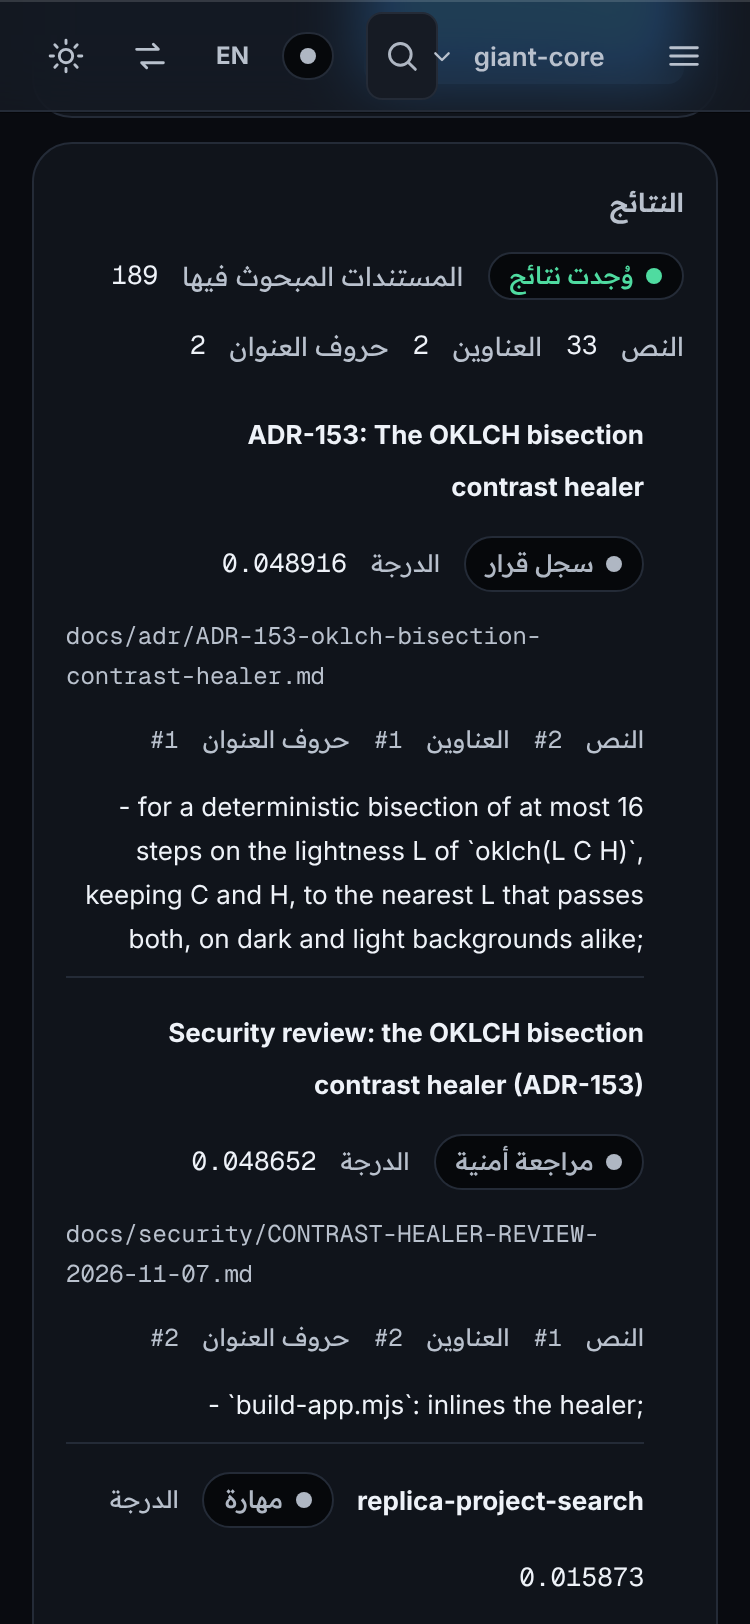 EN giant-core
النتائج
وُجدت نتائج المستندات المبحوث فيها 189
النص 33 العناوين 2 حروف العنوان 2
ADR-153: The OKLCH bisection
contrast healer
سجل قرار الدرجة 0.048916
docs/adr/ADR-153-oklch-bisection-
contrast-healer.md
النص #2 العناوين #1 حروف العنوان #1
- for a deterministic bisection of at most 16
steps on the lightness L of `oklch(L C H)`,
keeping C and H, to the nearest L that passes
both, on dark and light backgrounds alike;
Security review: the OKLCH bisection
contrast healer (ADR-153)
مراجعة أمنية الدرجة 0.048652
docs/security/CONTRAST-HEALER-REVIEW-
2026-11-07.md
النص #1 العناوين #2 حروف العنوان #2
- `build-app.mjs`: inlines the healer;
replica-project-search مهارة الدرجة
0.015873